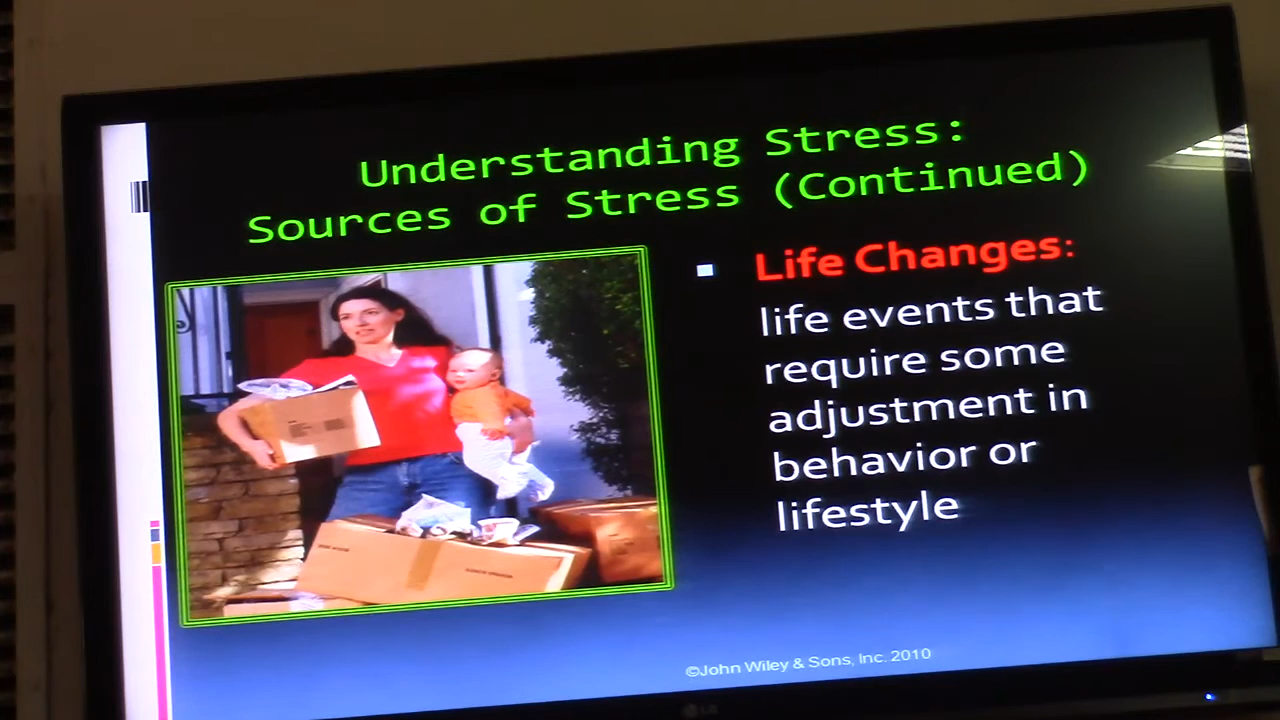 Understanding Stress:
Sources of Stress (Continued)
Life Changes:
life events that
require some
adjustment in
behavior or
lifestyle
©John Wiley & Sons, Inc. 2010
LG